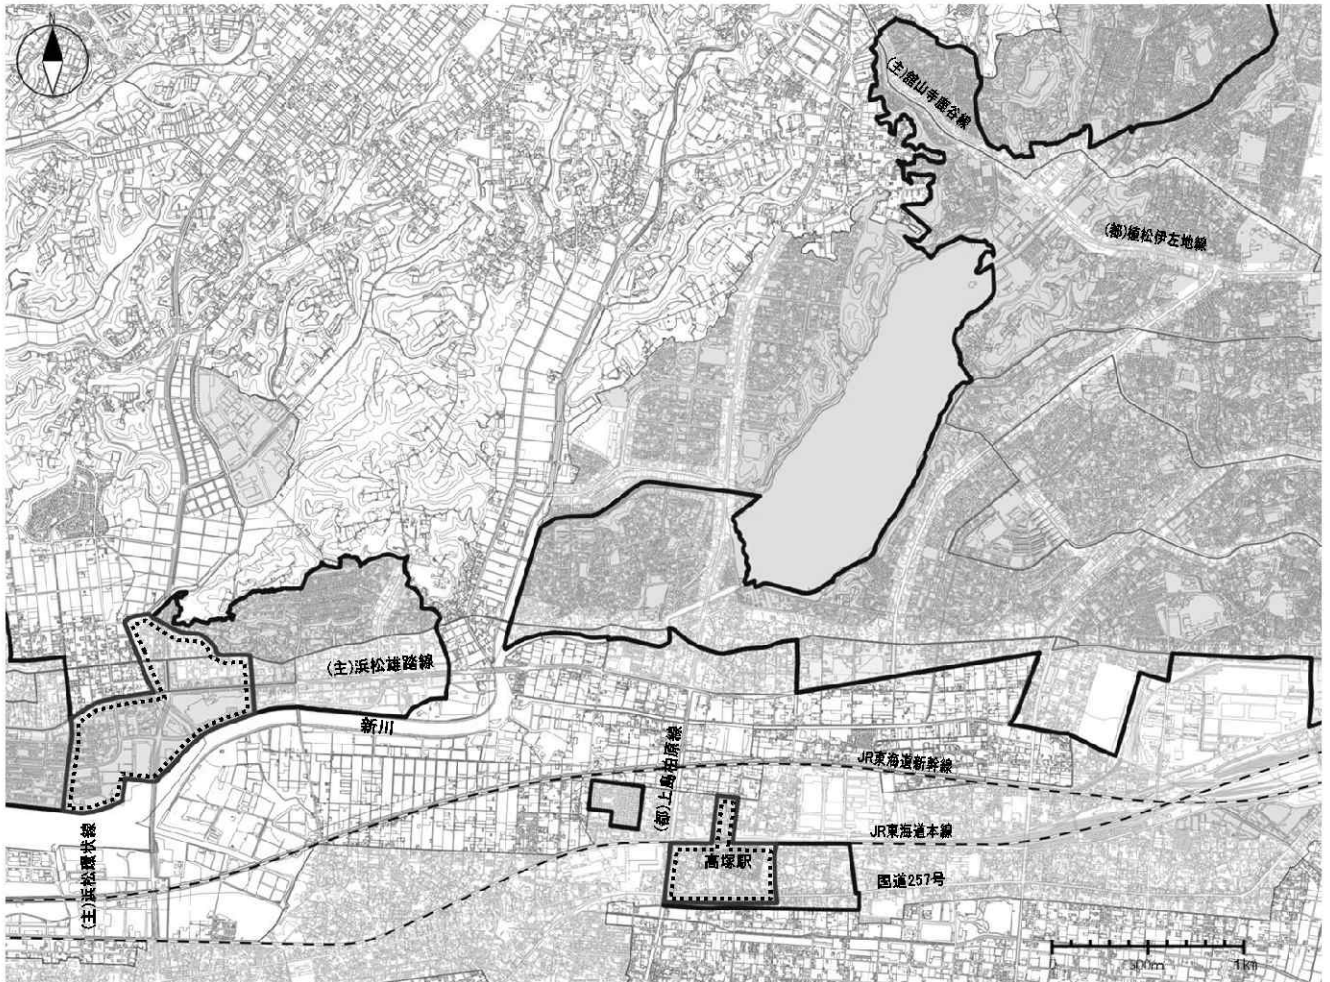 (主)舘山寺鹿谷線
(都)植松伊左地線
(主)浜松雄踏線
新川
(都)上島柏原線
JR東海道新幹線
JR東海道本線
高塚駅
国道257号
(主)浜松環状線
0 500m 1km